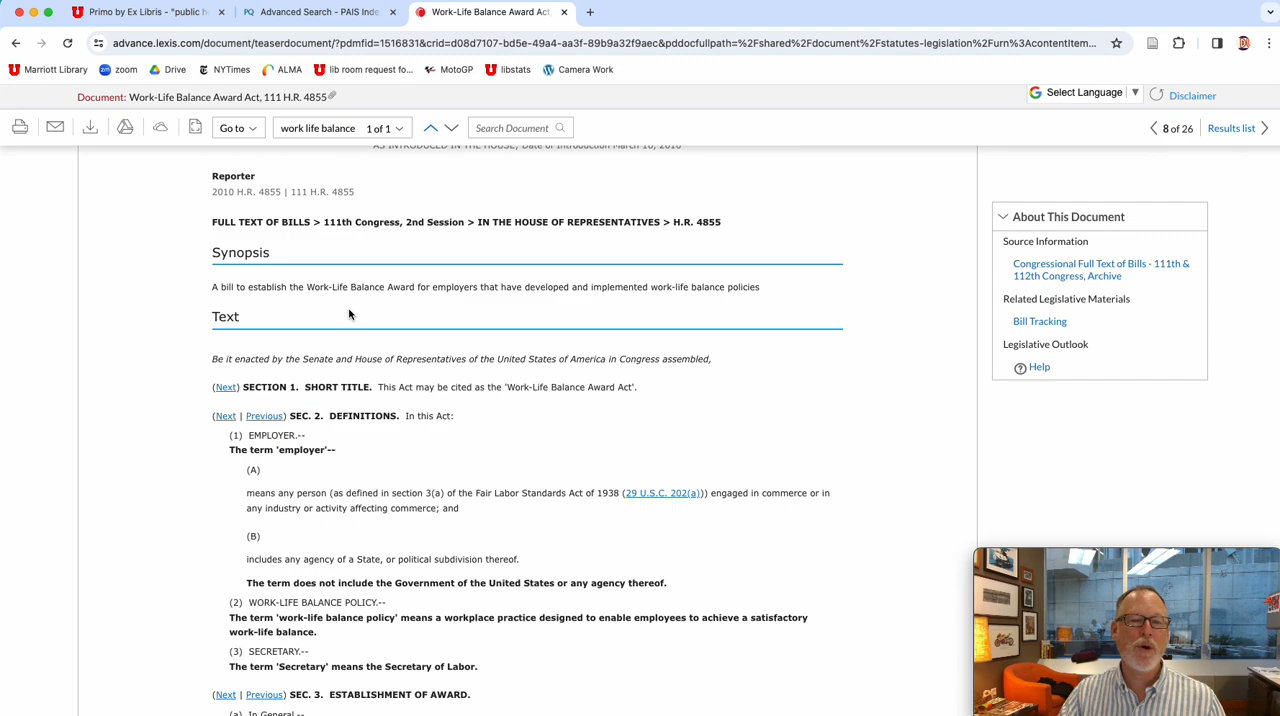 Primo by Ex Libris - "public h
Advanced Search - PAIS Inde
Work-Life Balance Award Act,
advance.lexis.com/document/teaserdocument/?pdmfid=1516831&crid=d08d7107-bd5e-49a4-aa3f-89b9a32f9aec&pddocfullpath=%2Fshared%2Fdocument%2Fstatutes-legislation%2Furn%3AcontentItem...
Marriott Library
zoom
Drive
NYTimes
ALMA
lib room request fo...
MotoGP
libstats
Camera Work
Document: Work-Life Balance Award Act, 111 H.R. 4855
Select Language
Disclaimer
Go to
work life balance 1 of 1
Search Document
8 of 26
Results list
AS INTRODUCED IN THE HOUSE, Date of Introduction March 16, 2010
Reporter
2010 H.R. 4855 | 111 H.R. 4855
FULL TEXT OF BILLS > 111th Congress, 2nd Session > IN THE HOUSE OF REPRESENTATIVES > H.R. 4855
Synopsis
A bill to establish the Work-Life Balance Award for employers that have developed and implemented work-life balance policies
Text
Be it enacted by the Senate and House of Representatives of the United States of America in Congress assembled,
(Next) SECTION 1. SHORT TITLE. This Act may be cited as the 'Work-Life Balance Award Act'.
(Next | Previous) SEC. 2. DEFINITIONS. In this Act:
(1) EMPLOYER.--
The term 'employer'--
(A)
means any person (as defined in section 3(a) of the Fair Labor Standards Act of 1938 (29 U.S.C. 202(a))) engaged in commerce or in
any industry or activity affecting commerce; and
(B)
includes any agency of a State, or political subdivision thereof.
The term does not include the Government of the United States or any agency thereof.
(2) WORK-LIFE BALANCE POLICY.--
The term 'work-life balance policy' means a workplace practice designed to enable employees to achieve a satisfactory
work-life balance.
(3) SECRETARY.--
The term 'Secretary' means the Secretary of Labor.
(Next | Previous) SEC. 3. ESTABLISHMENT OF AWARD.
(a) In General.--
About This Document
Source Information
Congressional Full Text of Bills - 111th &
112th Congress, Archive
Related Legislative Materials
Bill Tracking
Legislative Outlook
Help